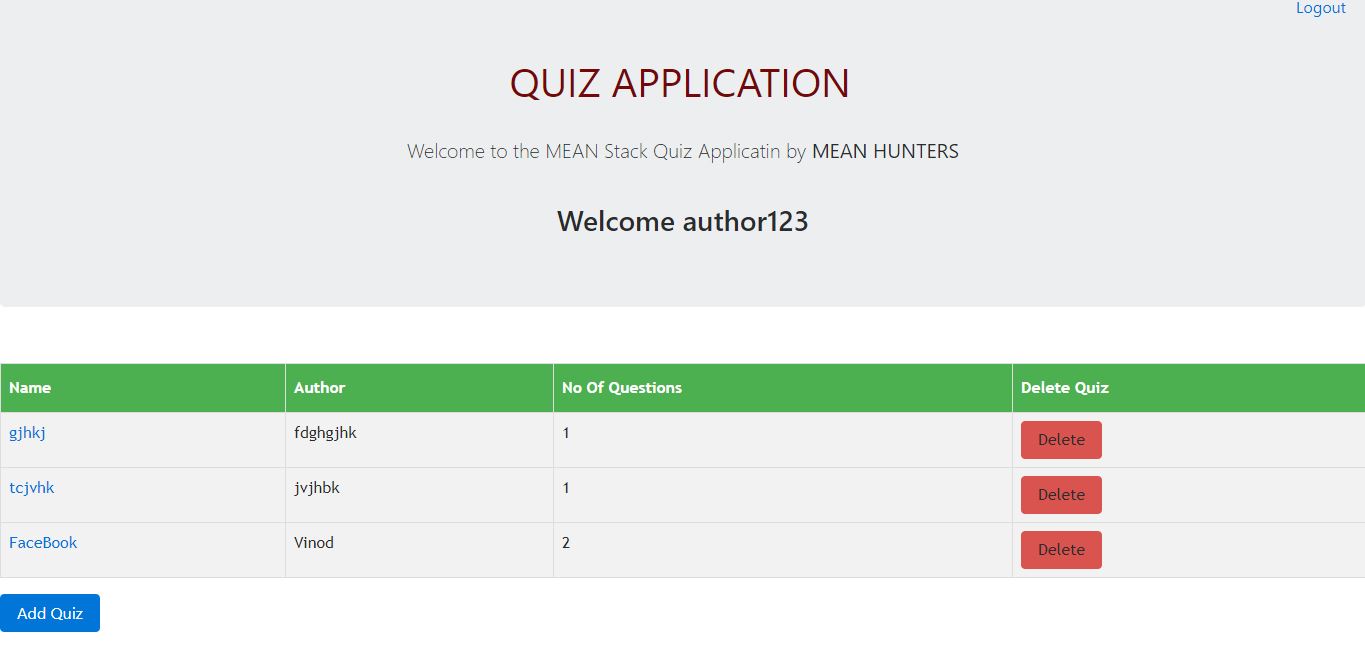 Logout
QUIZ APPLICATION
Welcome to the MEAN Stack Quiz Applicatin by MEAN HUNTERS
Welcome author123
Name Author No Of Questions Delete Quiz
gjhkj fdghgjhk 1 Delete
tcjvhk jvjhbk 1 Delete
FaceBook Vinod 2 Delete
Add Quiz